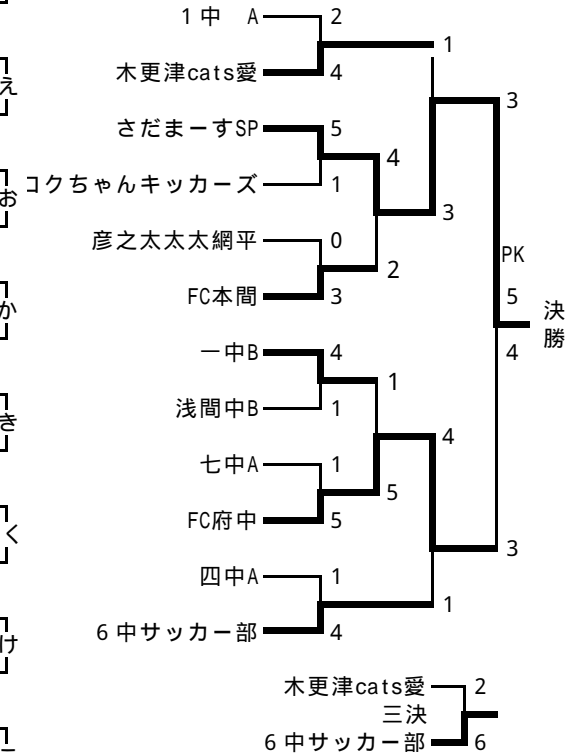 1中 A 2
1
木更津cats愛 4
え
3
さだまーすSP 5
4
コクちゃんキッカーズ 1
お
3
彦之太太太網平 0
PK
2
FC本間 3
5
か
決勝
一中B 4
4
1
浅間中B 1
き
4
七中A 1
5
FC府中 5
く
3
四中A 1
1
6中サッカー部 4
け
木更津cats愛 2
三決
6中サッカー部 6